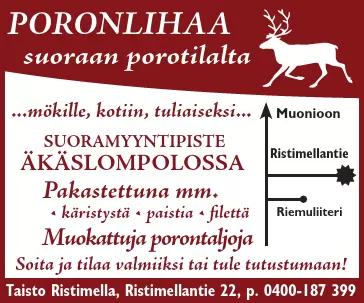 PORONLIHAA
suoraan porotilalta
...mökille, kotiin, tuliaiseksi...
SUORAMYYNTIPISTE
ÄKÄSLOMPOLOSSA
Pakastettuna mm.
• käristystä • paistia • filettä
Muokattuja porontaljoja
Muonioon
Ristimellantie
Riemuliiteri
Soita ja tilaa valmiiksi tai tule tutustumaan!
Taisto Ristimella, Ristimellantie 22, p. 0400-187 399